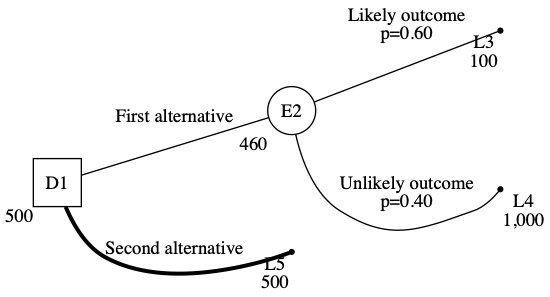 Likely outcome
p=0.60
L3
100
First alternative
E2
460
D1
500
Unlikely outcome
p=0.40
L4
1,000
Second alternative
L5
500